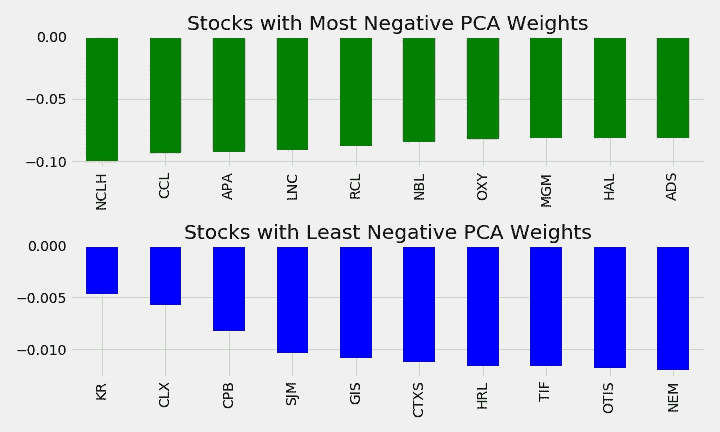 Stocks with Most Negative PCA Weights
0.00
−0.05
−0.10
NCLH CCL APA LNC RCL NBL OXY MGM HAL ADS
Stocks with Least Negative PCA Weights
0.000
−0.005
−0.010
KR CLX CPB SJM GIS CTXS HRL TIF OTIS NEM